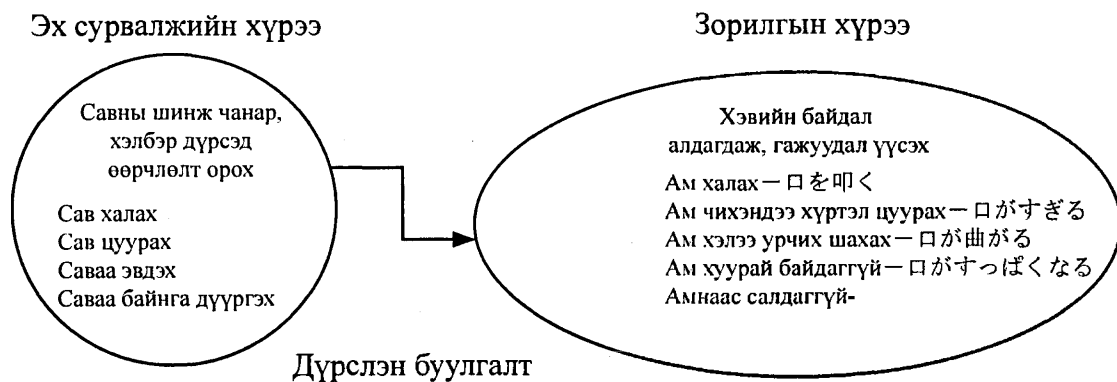 Эх сурвалжийн хүрээ
Зорилгын хүрээ
Савны шинж чанар,
хэлбэр дүрсэд
өөрчлөлт орох
Сав халах
Сав цуурах
Саваа эвдэх
Саваа байнга дүүргэх
Хэвийн байдал
алдагдаж, гажуудал үүсэх
Ам халах – 口を叩く
Ам чихэндээ хүртэл цуурах – 口がすぎる
Ам хэлээ урчих шахах – 口が曲がる
Ам хуурай байдаггүй – 口がすっぱくなる
Амнаас салдаггүй-
Дүрслэн буулгалт